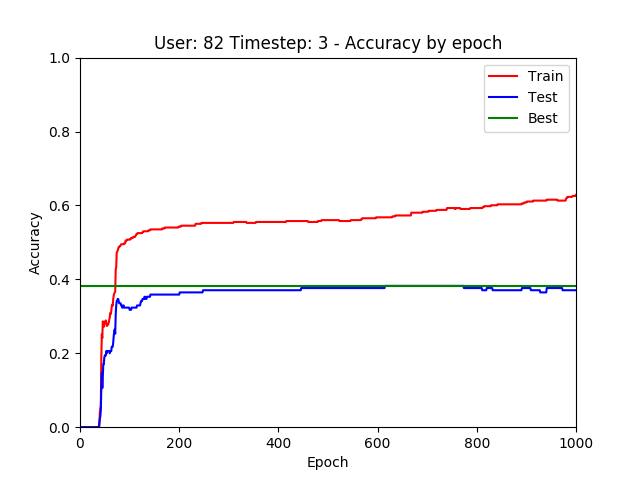 User: 82 Timestep: 3 - Accuracy by epoch
1.0
0.8
0.6
0.4
0.2
0.0
Accuracy
Train
Test
Best
0 200 400 600 800 1000
Epoch